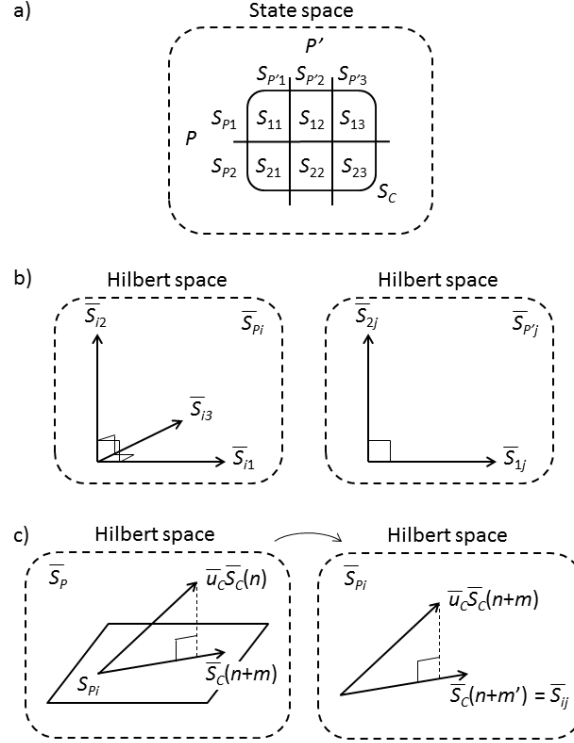 a)
State space
P'
S_{P'1} S_{P'2} S_{P'3}
S_{P1} S_{11} S_{12} S_{13}
P
S_{P2} S_{21} S_{22} S_{23}
S_C
b)
Hilbert space
S̅_{i2}
S̅_{Pi}
S̅_{i3}
S̅_{i1}
Hilbert space
S̅_{2j}
S̅_{P'j}
S̅_{1j}
c)
Hilbert space
S̅_P
u̅_C S̅_C(n)
S_{Pi}
S̅_C(n+m)
Hilbert space
S̅_{Pi}
u̅_C S̅_C(n+m)
S̅_C(n+m') = S̅_{ij}